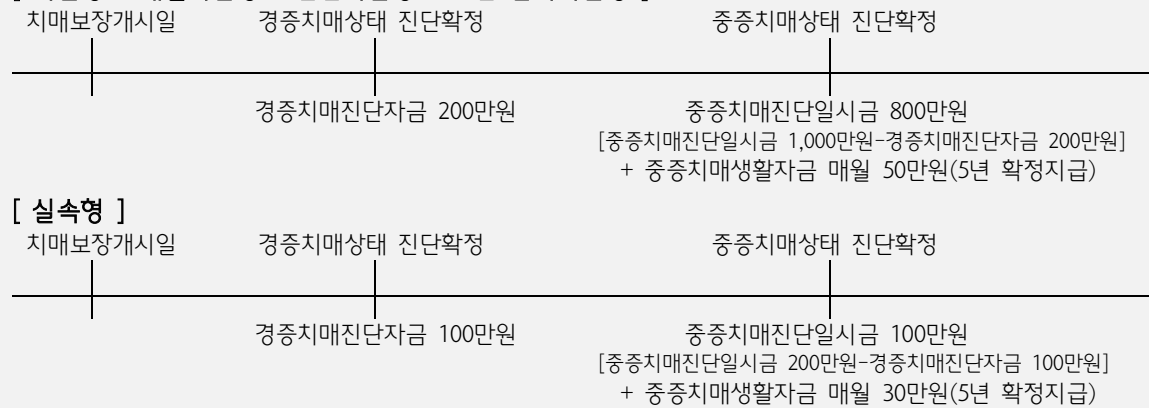 치매보장개시일 경증치매상태 진단확정 중증치매상태 진단확정
경증치매진단자금 200만원 중증치매진단일시금 800만원
[중증치매진단일시금 1,000만원-경증치매진단자금 200만원]
+ 중증치매생활자금 매월 50만원(5년 확정지급)
[ 실속형 ]
치매보장개시일 경증치매상태 진단확정 중증치매상태 진단확정
경증치매진단자금 100만원 중증치매진단일시금 100만원
[중증치매진단일시금 200만원-경증치매진단자금 100만원]
+ 중증치매생활자금 매월 30만원(5년 확정지급)